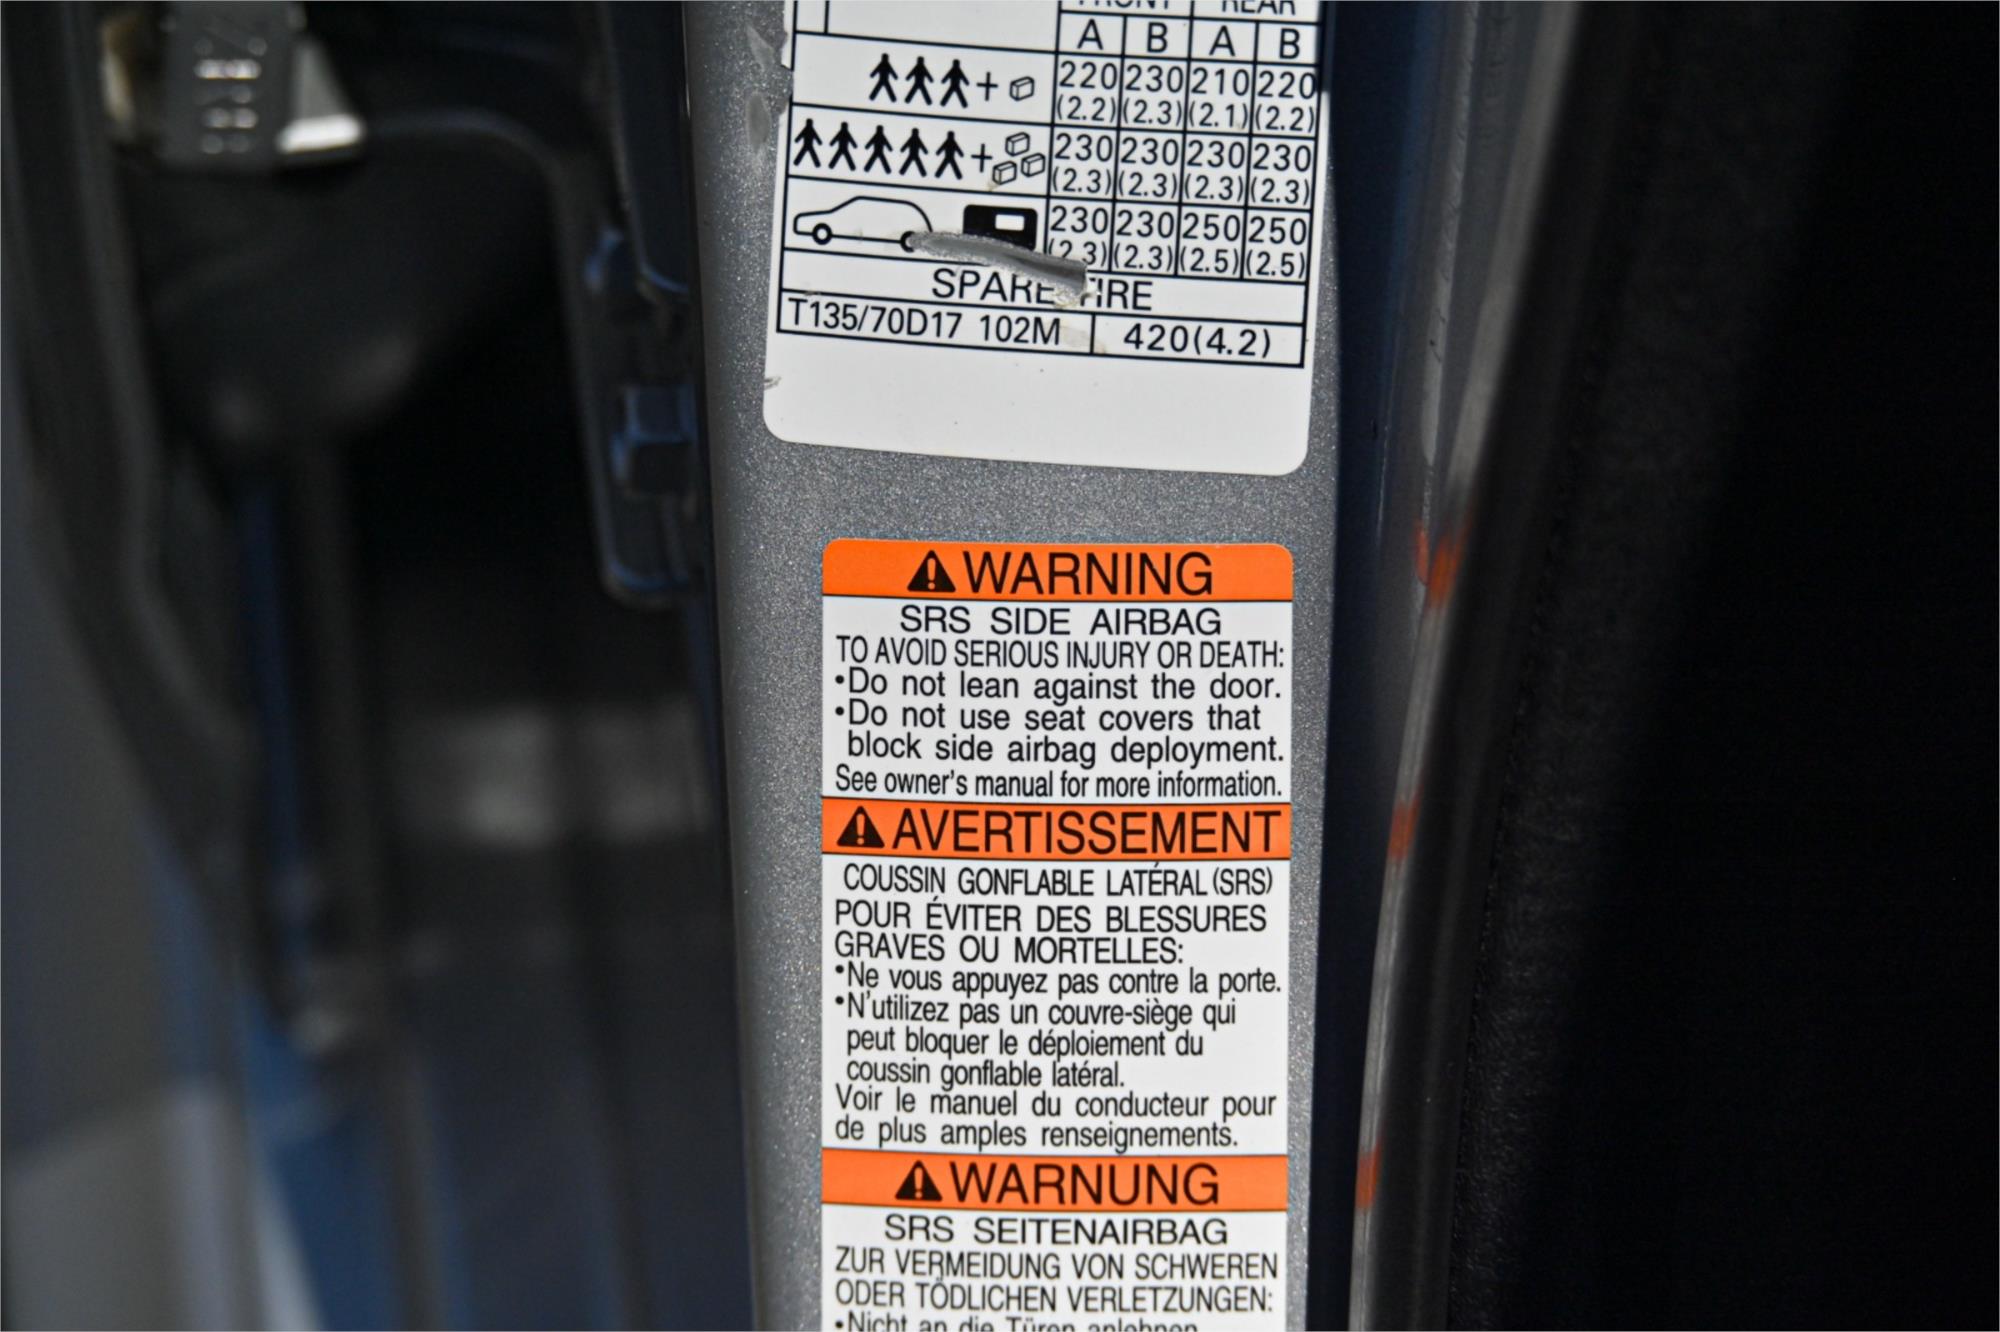 FRONT REAR
A B A B
220 230 210 220
(2.2) (2.3) (2.1) (2.2)
+
230 230 230 230
(2.3) (2.3) (2.3) (2.3)
+
230 230 250 250
(2.3) (2.3) (2.5) (2.5)
SPARE TIRE
T135/70D17 102M 420(4.2)
WARNING
SRS SIDE AIRBAG
TO AVOID SERIOUS INJURY OR DEATH:
•Do not lean against the door.
•Do not use seat covers that
block side airbag deployment.
See owner's manual for more information.
AVERTISSEMENT
COUSSIN GONFLABLE LATÉRAL (SRS)
POUR ÉVITER DES BLESSURES
GRAVES OU MORTELLES:
•Ne vous appuyez pas contre la porte.
•N'utilizez pas un couvre-siège qui
peut bloquer le déploiement du
coussin gonflable latéral.
Voir le manuel du conducteur pour
de plus amples renseignements.
WARNUNG
SRS SEITENAIRBAG
ZUR VERMEIDUNG VON SCHWEREN
ODER TÖDLICHEN VERLETZUNGEN:
•Nicht an die Türen anlehnen